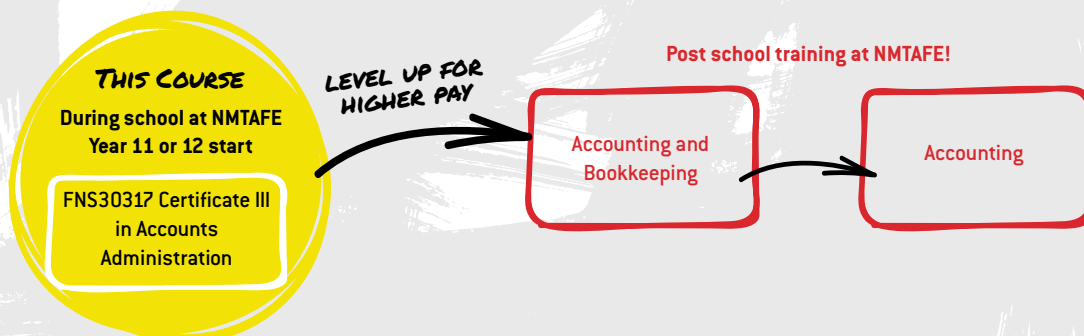 THIS COURSE
During school at NMTAFE
Year 11 or 12 start
FNS30317 Certificate III
in Accounts
Administration
LEVEL UP FOR
HIGHER PAY
Post school training at NMTAFE!
Accounting and
Bookkeeping
Accounting